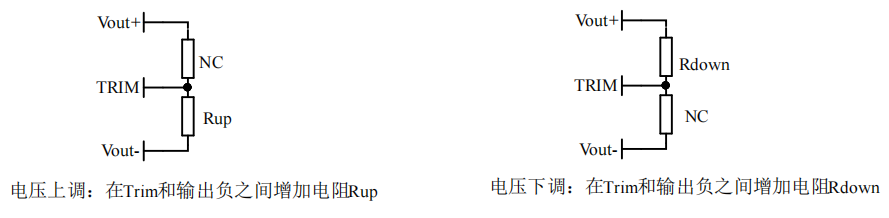 Vout+
NC
TRIM
Rup
Vout-
电压上调：在Trim和输出负之间增加电阻Rup
Vout+
Rdown
TRIM
NC
Vout-
电压下调：在Trim和输出负之间增加电阻Rdown